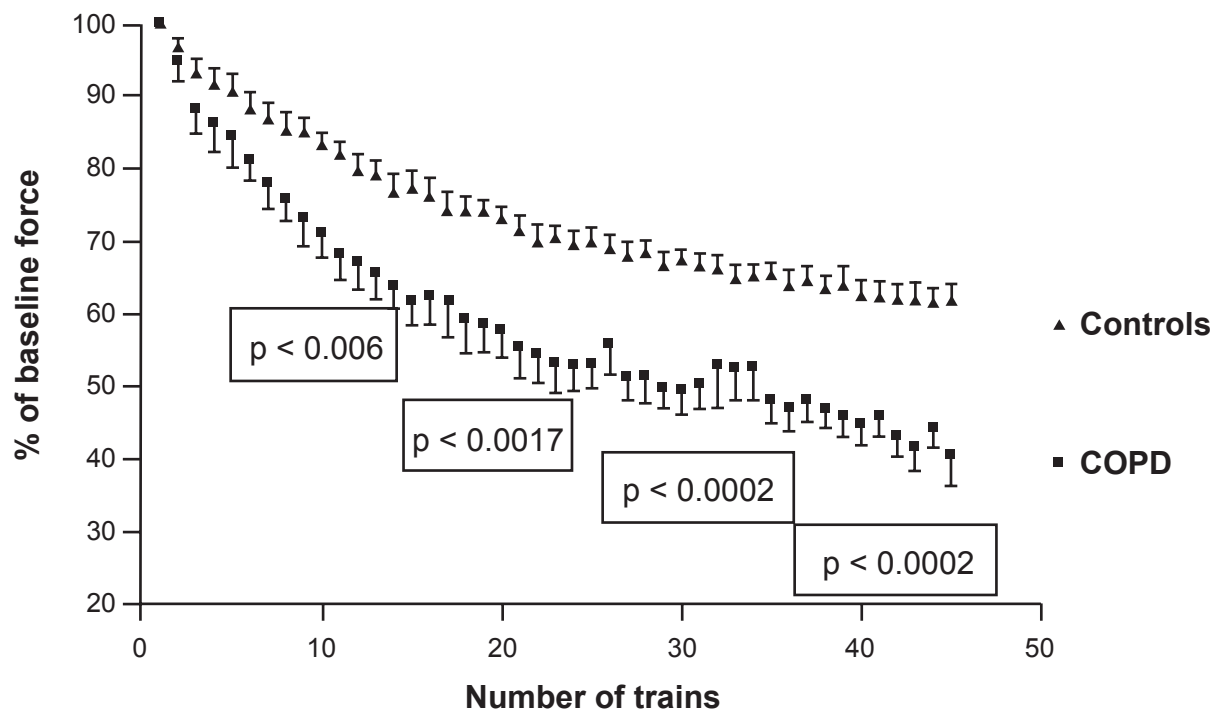 % of baseline force
100
90
80
70
60
50
40
30
20
p < 0.006
p < 0.0017
p < 0.0002
p < 0.0002
Controls
COPD
0 10 20 30 40 50
Number of trains